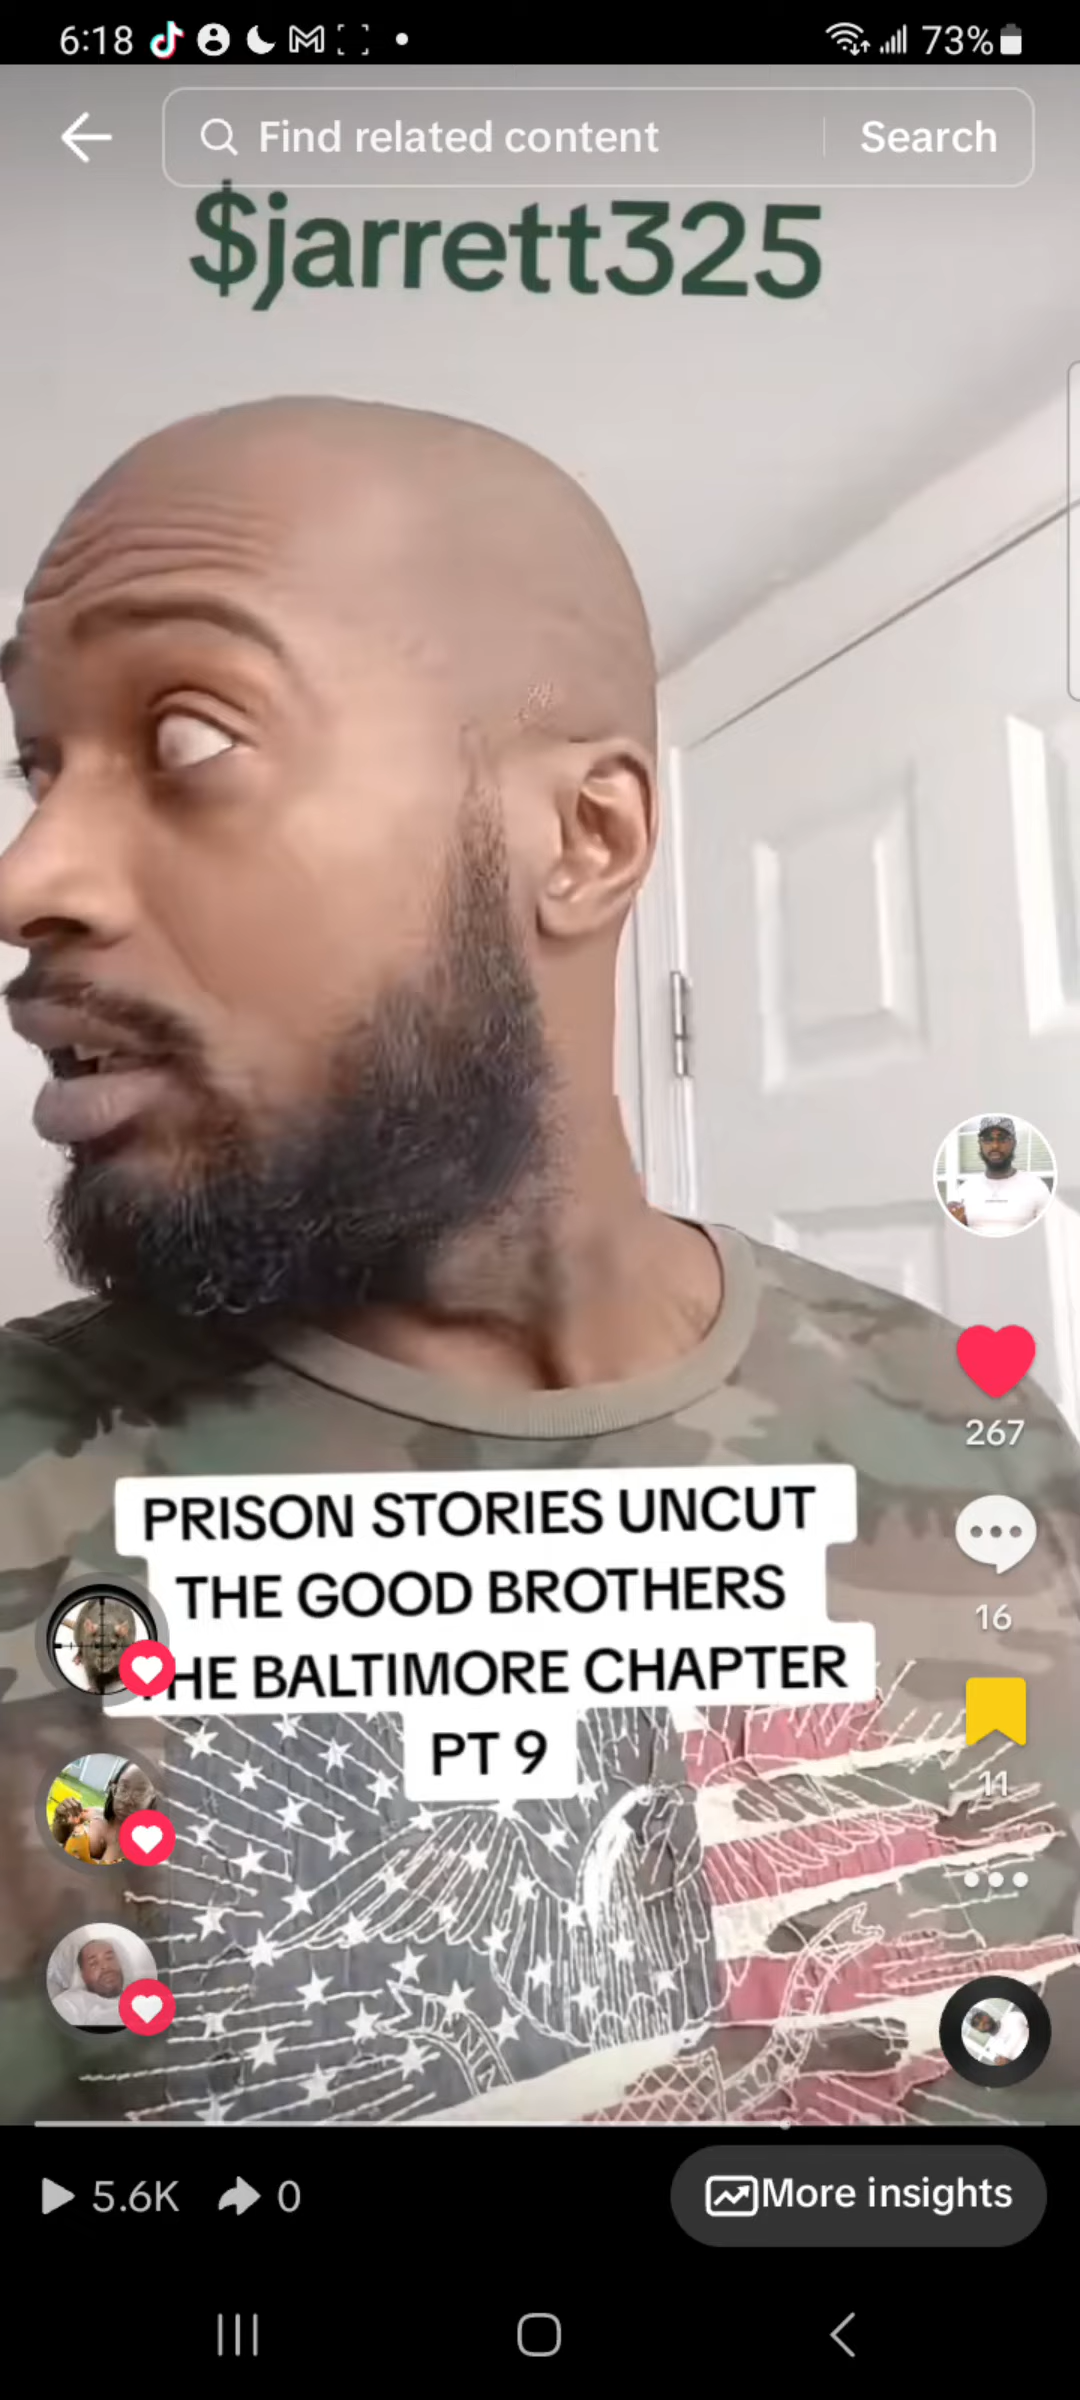 6:18
73%
Find related content
Search
$jarrett325
PRISON STORIES UNCUT
THE GOOD BROTHERS
HE BALTIMORE CHAPTER
PT 9
267
16
11
5.6K
0
More insights